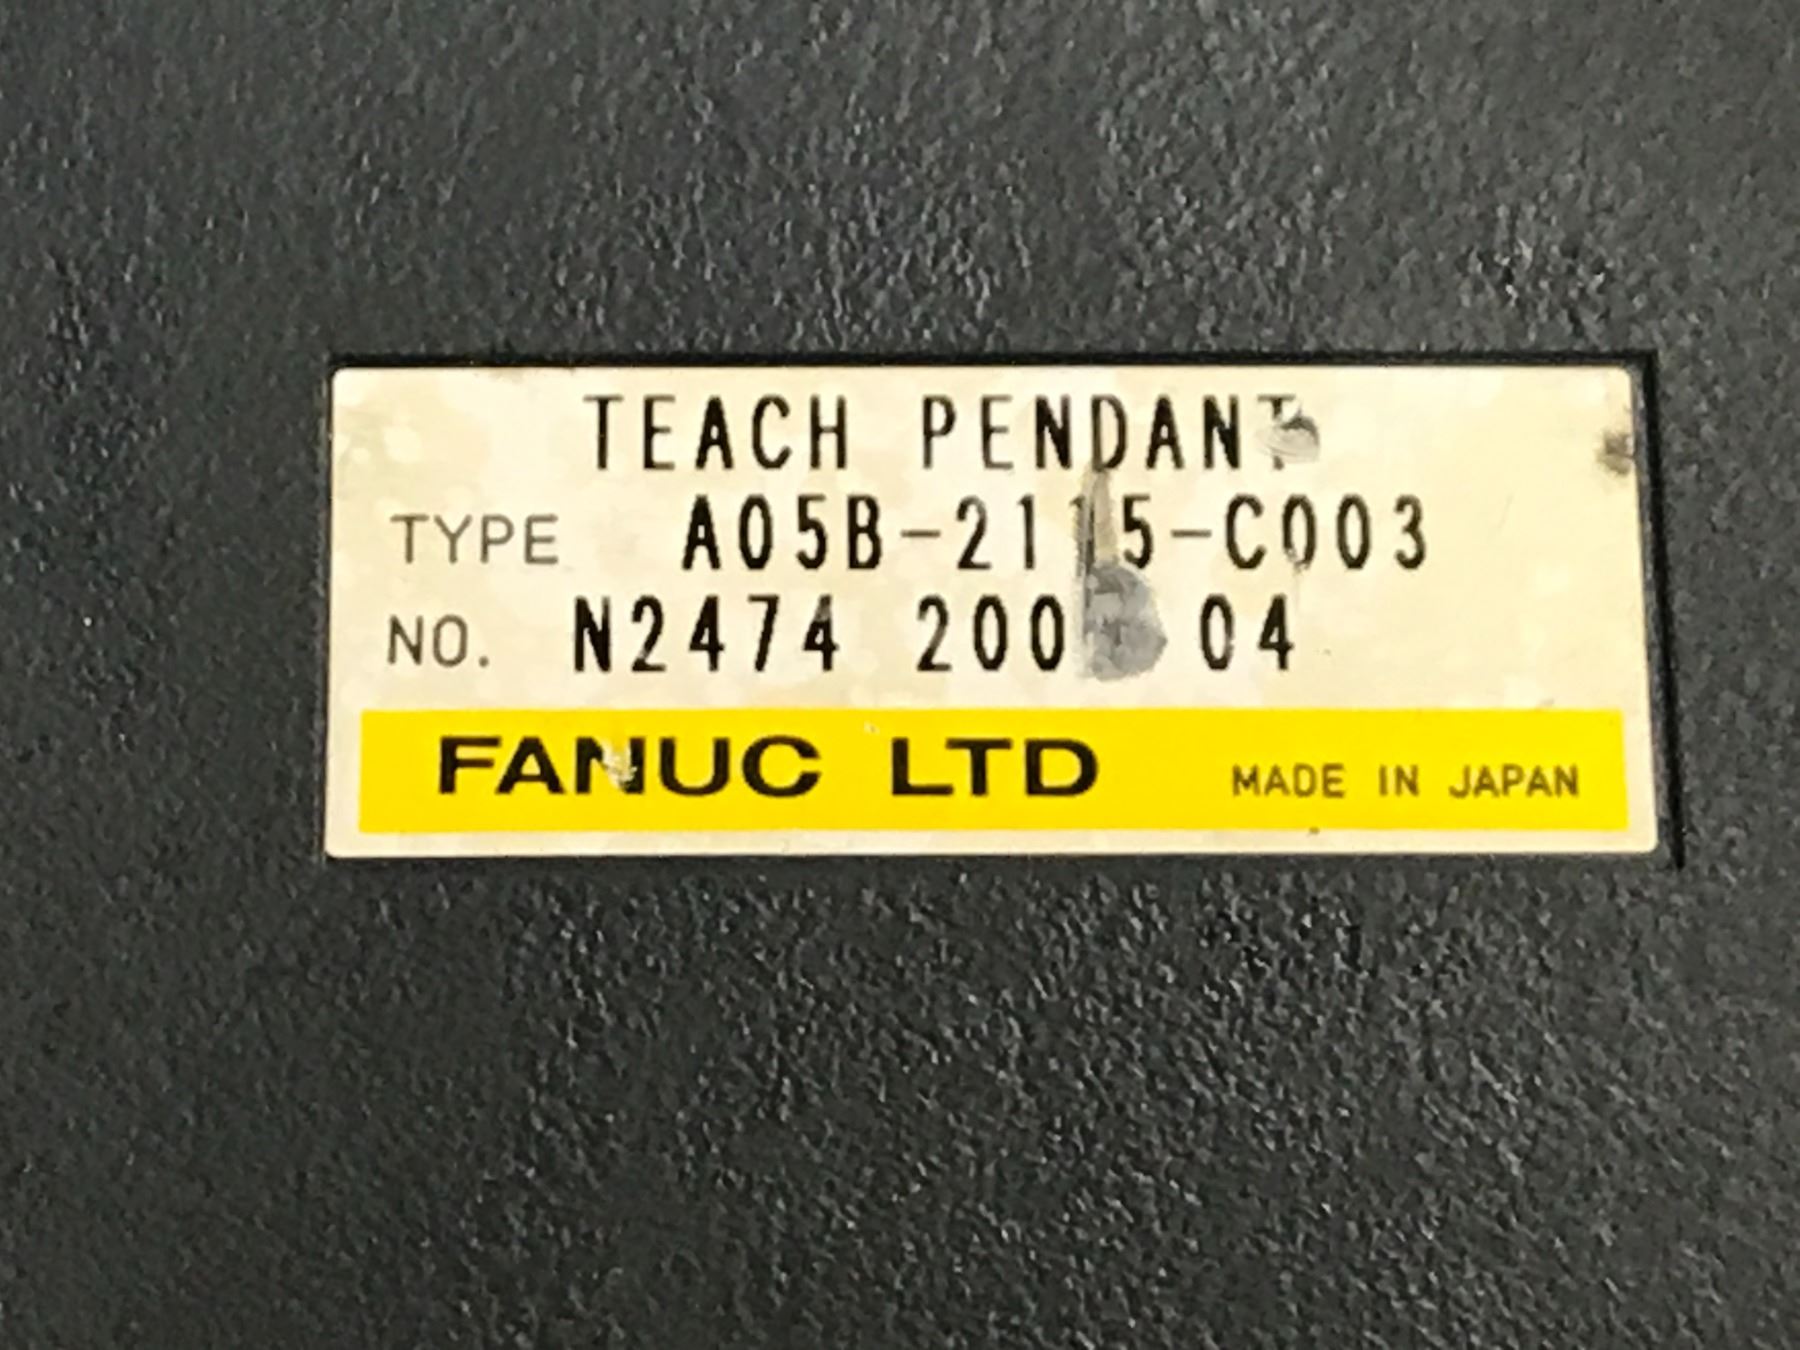 TEACH PENDANT
TYPE A05B-2115-C003
NO. N2474 04
FANUC LTD MADE IN JAPAN